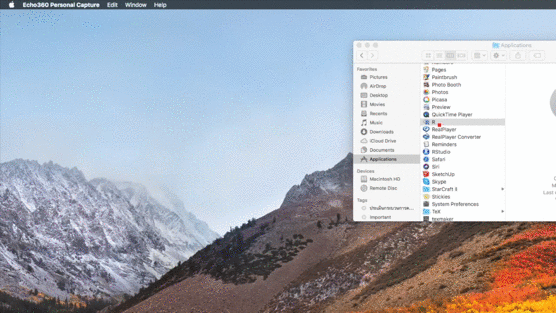 Echo360 Personal Capture Edit Window Help
Applications
Favorites
Pictures
AirDrop
Desktop
Movies
Recents
Music
Downloads
iCloud Drive
Documents
Applications
Devices
Macintosh HD
Remote Disc
Tags
Important
Pages
Paintbrush
Photo Booth
Photos
Picasa
Preview
QuickTime Player
R
RealPlayer
RealPlayer Converter
Reminders
RStudio
Safari
Siri
SketchUp
Skype
StarCraft II
Stickies
System Preferences
TeX